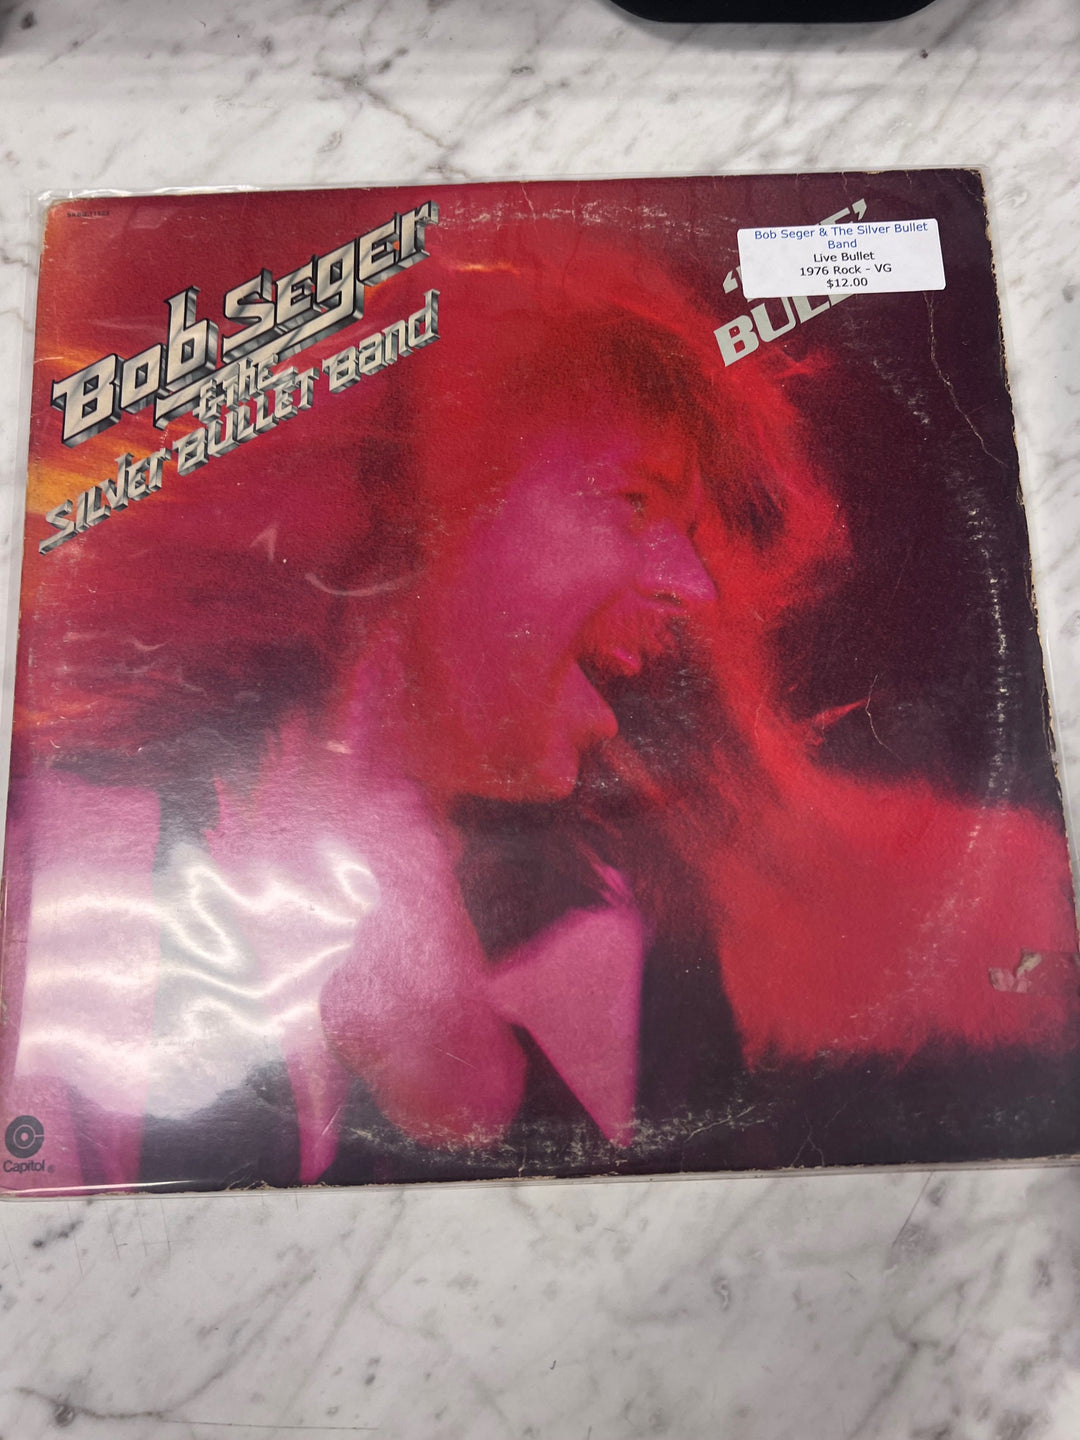 Bob Seger
& the
Silver Bullet Band
Bob Seger & The Silver Bullet
Band
Live Bullet
1976 Rock - VG
$12.00
Capitol ®